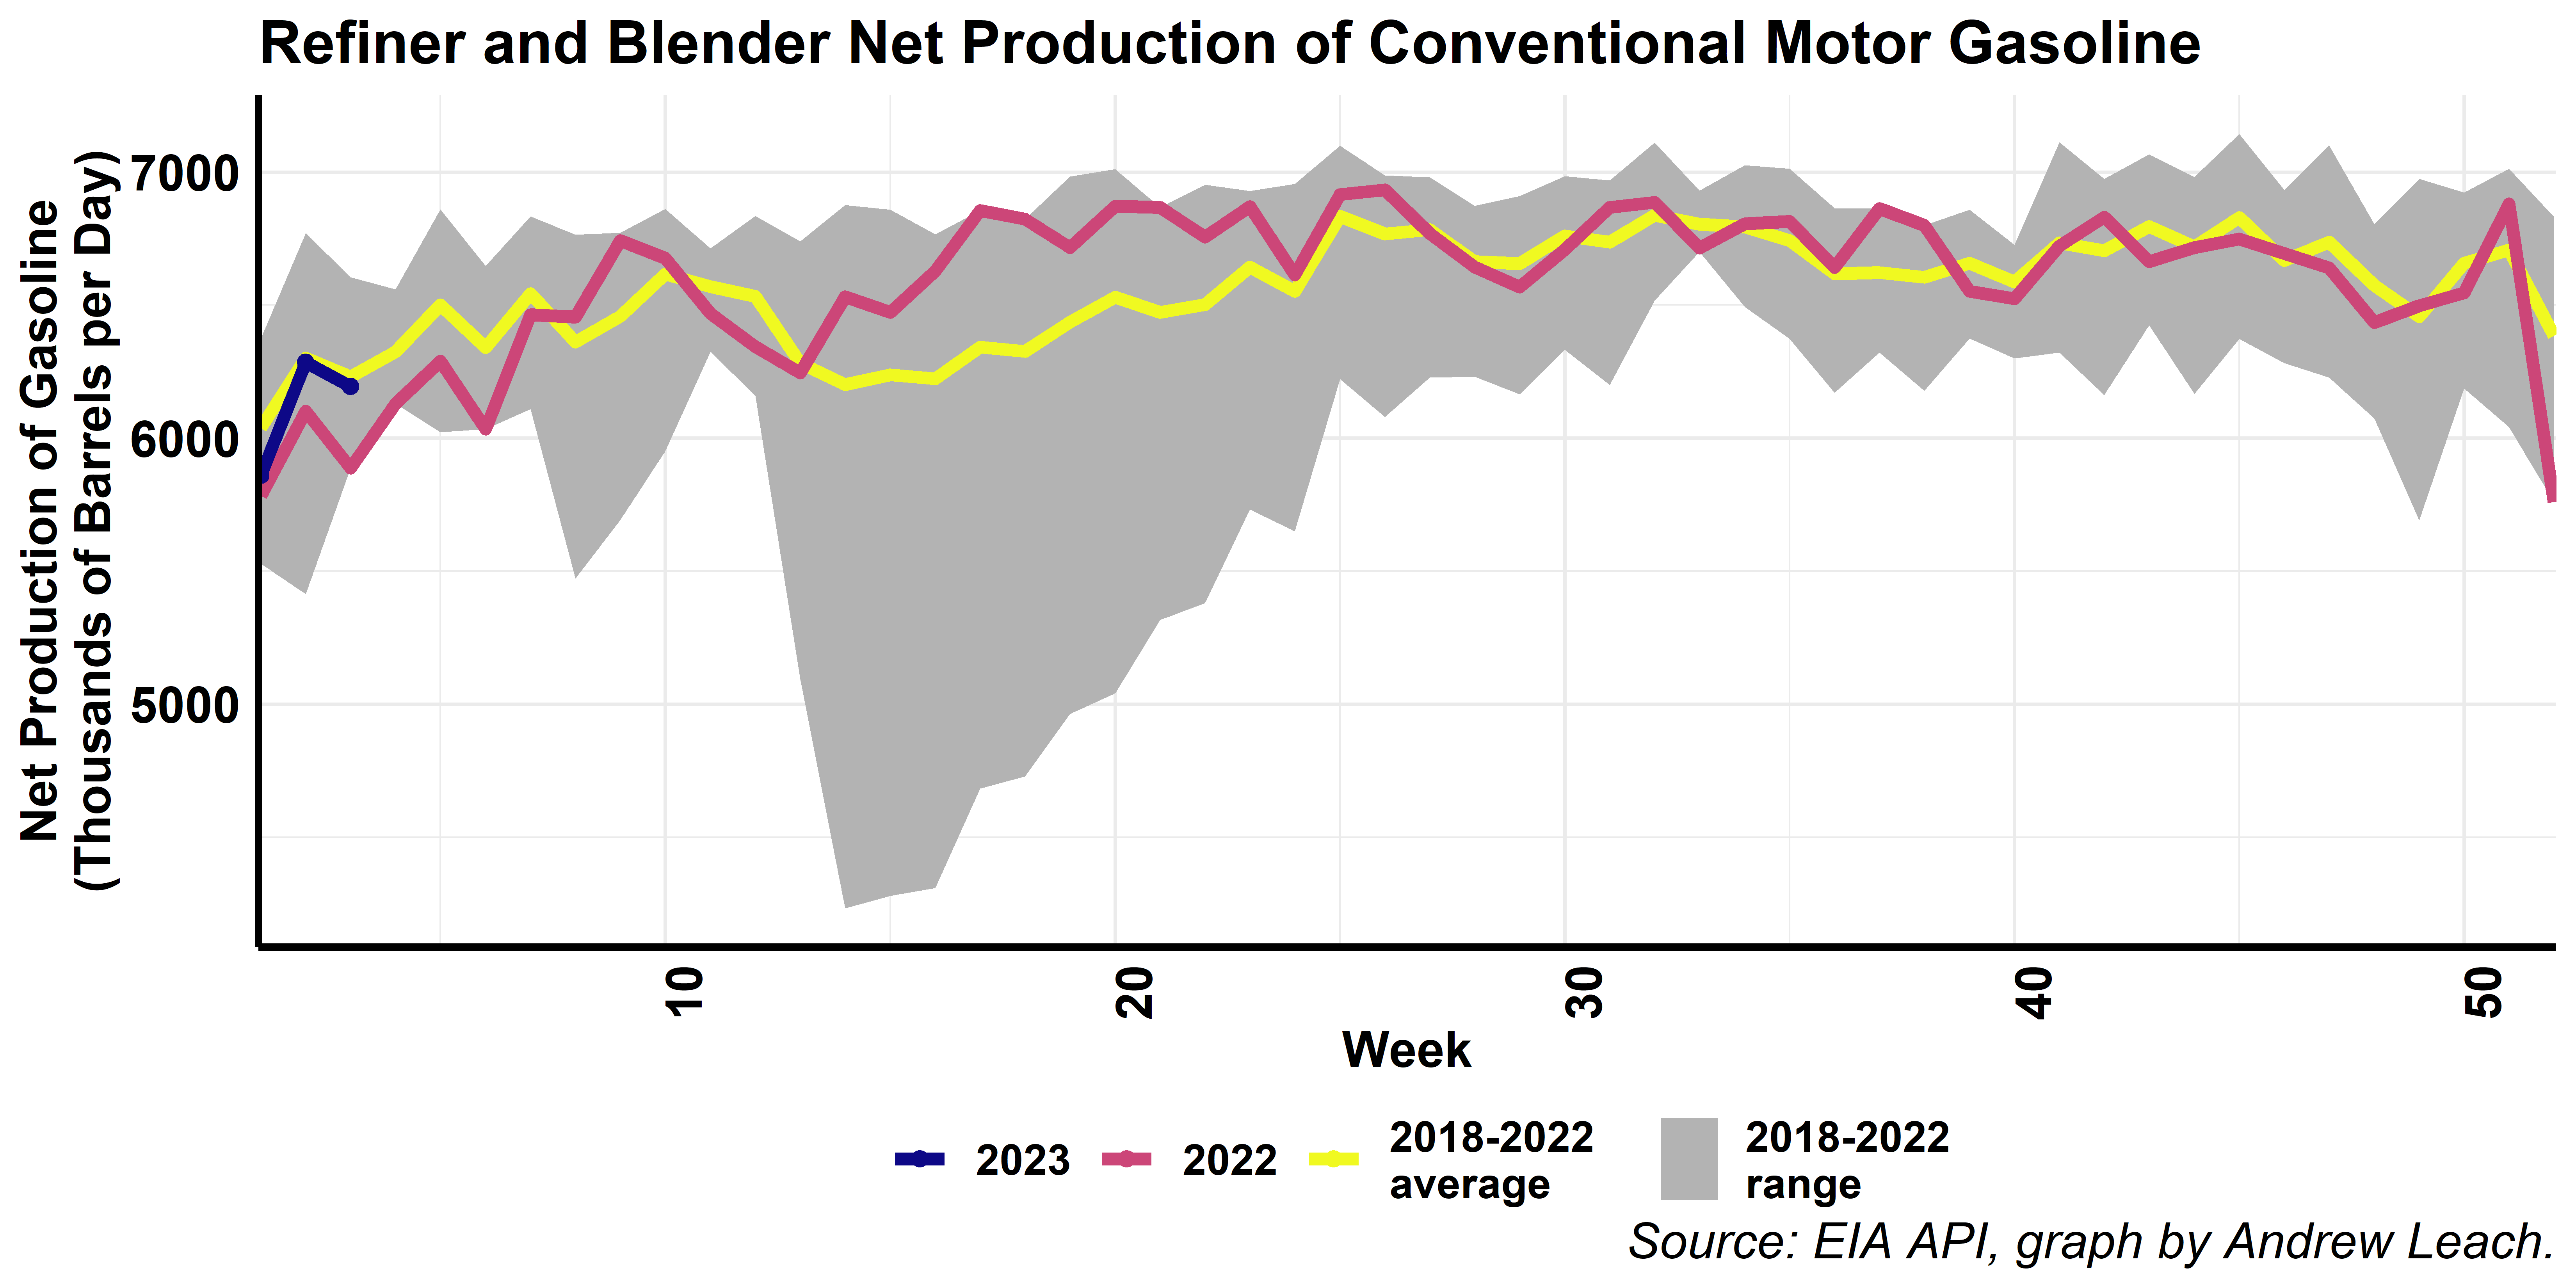 Refiner and Blender Net Production of Conventional Motor Gasoline
Net Production of Gasoline
(Thousands of Barrels per Day)
7000
6000
5000
10
20
30
40
50
Week
2023
2022
2018-2022
average
2018-2022
range
Source: EIA API, graph by Andrew Leach.